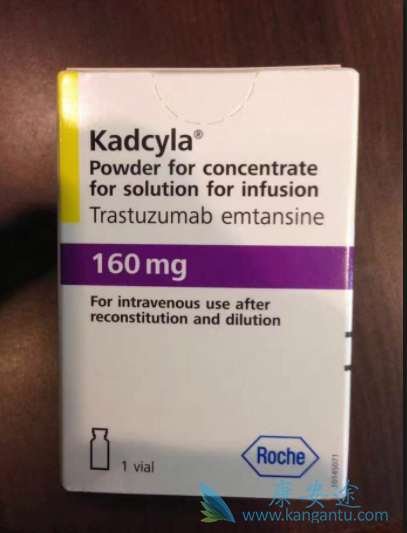 Kadcyla®
Powder for concentrate
for solution for infusion
Trastuzumab emtansine
160 mg
For intravenous use after
reconstitution and dilution
1 vial
Roche
10145071
康安途
www.kangantu.com